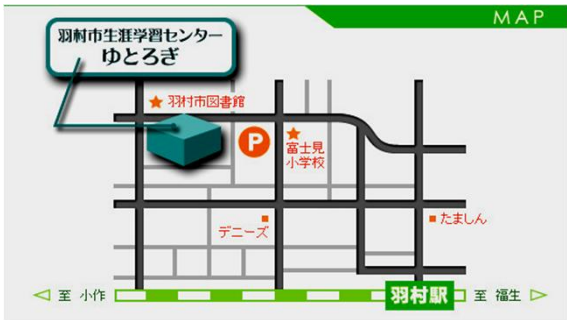 MAP
羽村市生涯学習センター
ゆとろぎ
羽村市図書館
P
富士見
小学校
デニーズ
たましん
至 小作
羽村駅
至 福生